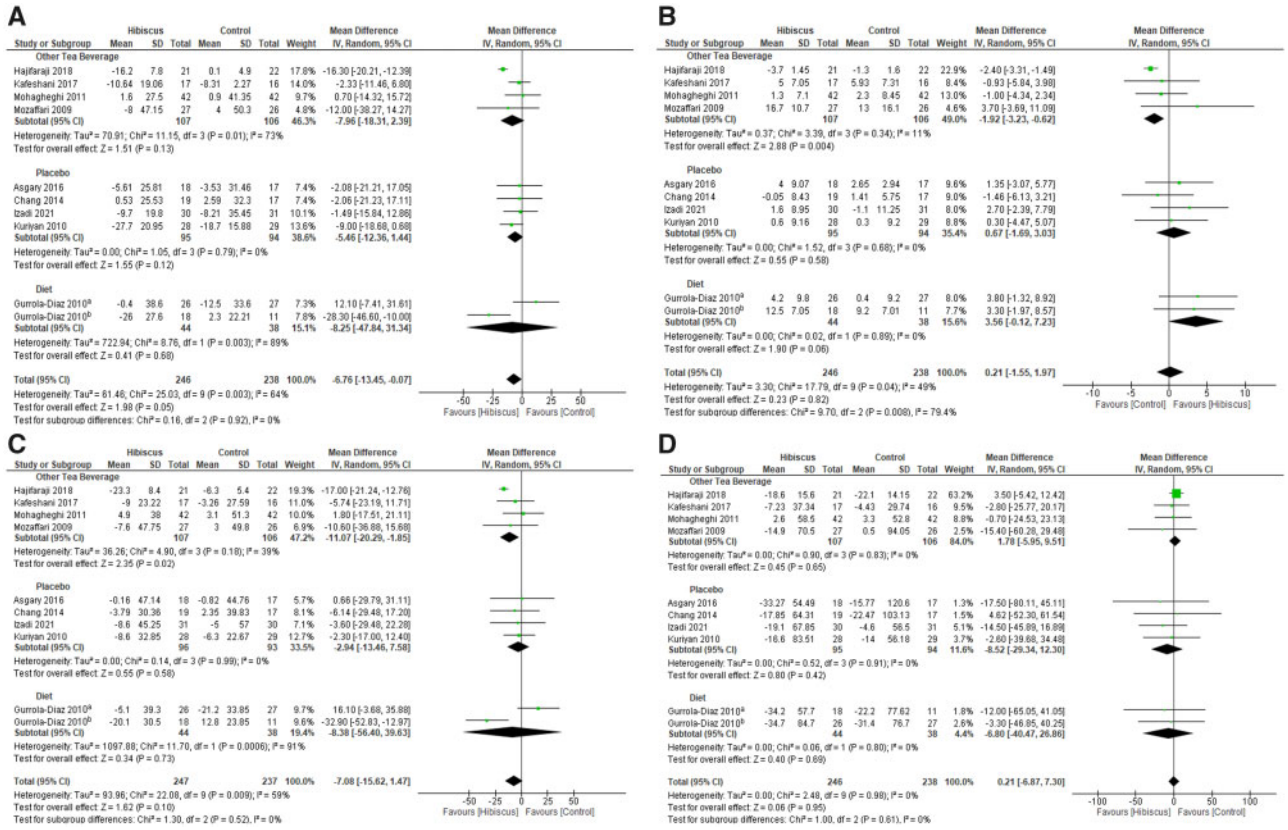 A
Hibiscus Control Mean Difference Mean Difference
Study or Subgroup Mean SD Total Mean SD Total Weight IV, Random, 95% CI IV, Random, 95% CI
Other Tea Beverage
Hajifaraji 2018 -16.2 7.8 21 0.1 4.9 22 17.8% -16.30 [-20.21, -12.39]
Kafeshani 2017 -10.64 19.06 17 -8.31 2.27 16 14.0% -2.33 [-11.46, 6.80]
Mohagheghi 2011 1.6 27.5 42 0.9 41.35 42 9.8% 0.70 [-14.32, 15.72]
Mozaffari 2009 -8 47.15 27 4 50.3 26 4.8% -12.00 [-38.27, 14.27]
Subtotal (95% CI) 107 106 46.3% -7.96 [-18.31, 2.39]
Heterogeneity: Tau² = 70.91; Chi² = 11.15, df = 3 (P = 0.01); I² = 73%
Test for overall effect: Z = 1.51 (P = 0.13)
Placebo
Asgary 2016 -5.61 25.81 18 -3.53 31.46 17 7.4% -2.08 [-21.21, 17.05]
Chang 2014 0.53 25.53 19 2.59 32.3 17 7.4% -2.06 [-21.23, 17.11]
Izadi 2021 -9.7 19.8 30 -8.21 35.45 31 10.1% -1.49 [-15.84, 12.86]
Kuriyan 2010 -27.7 20.95 28 -18.7 15.88 29 13.6% -9.00 [-18.68, 0.68]
Subtotal (95% CI) 95 94 38.6% -5.46 [-12.36, 1.44]
Heterogeneity: Tau² = 0.00; Chi² = 1.05, df = 3 (P = 0.79); I² = 0%
Test for overall effect: Z = 1.55 (P = 0.12)
Diet
Gurrola-Diaz 2010a -0.4 38.6 26 -12.5 33.6 27 7.3% 12.10 [-7.41, 31.61]
Gurrola-Diaz 2010b -26 27.6 18 2.3 22.21 11 7.8% -28.30 [-46.60, -10.00]
Subtotal (95% CI) 44 38 15.1% -8.25 [-47.84, 31.34]
Heterogeneity: Tau² = 722.94; Chi² = 8.76, df = 1 (P = 0.003); I² = 89%
Test for overall effect: Z = 0.41 (P = 0.68)
Total (95% CI) 246 238 100.0% -6.76 [-13.45, -0.07]
Heterogeneity: Tau² = 61.46; Chi² = 25.03, df = 9 (P = 0.003); I² = 64%
Test for overall effect: Z = 1.98 (P = 0.05)
Test for subgroup differences: Chi² = 0.16, df = 2 (P = 0.92), I² = 0%
-50 -25 0 25 50
Favours [Hibiscus] Favours [Control]
B
Hibiscus Control Mean Difference Mean Difference
Study or Subgroup Mean SD Total Mean SD Total Weight IV, Random, 95% CI IV, Random, 95% CI
Other Tea Beverage
Hajifaraji 2018 -3.7 1.45 21 -1.3 1.6 22 22.9% -2.40 [-3.31, -1.49]
Kafeshani 2017 5 7.05 17 5.93 7.31 16 -0.93 [-5.84, 3.98]
Mohagheghi 2011 1.3 7.1 42 2.3 8.45 42 -1.00 [-4.34, 2.34]
Mozaffari 2009 16.7 10.7 27 13 16.1 26 3.70 [-3.69, 11.09]
Subtotal (95% CI) 107 106 49.0% -1.92 [-3.23, -0.62]
Heterogeneity: Tau² = 0.37; Chi² = 3.39, df = 3 (P = 0.34); I² = 11%
Test for overall effect: Z = 2.88 (P = 0.004)
Placebo
Asgary 2016 4 9.07 18 2.65 2.94 17 1.35 [-3.07, 5.77]
Chang 2014 -0.05 8.43 19 1.41 5.75 17 -1.46 [-6.13, 3.21]
Izadi 2021 1.6 8.95 30 -1.1 11.25 31 2.70 [-2.39, 7.79]
Kuriyan 2010 0.6 9.16 28 0.3 9.2 29 0.30 [-4.47, 5.07]
Subtotal (95% CI) 95 94 35.4% 0.67 [-1.69, 3.03]
Heterogeneity: Tau² = 0.00; Chi² = 1.52, df = 3 (P = 0.68); I² = 0%
Test for overall effect: Z = 0.55 (P = 0.58)
Diet
Gurrola-Diaz 2010a 4.2 9.8 26 0.4 9.2 27 8.0% 3.80 [-1.32, 8.92]
Gurrola-Diaz 2010b 12.5 7.05 18 9.2 7.01 11 3.30 [-1.97, 8.57]
Subtotal (95% CI) 44 38 15.6% 3.56 [-0.12, 7.23]
Heterogeneity: Tau² = 0.00; Chi² = 0.02, df = 1 (P = 0.89); I² = 0%
Test for overall effect: Z = 1.90 (P = 0.06)
Total (95% CI) 246 238 100.0% 0.21 [-1.55, 1.97]
Heterogeneity: Tau² = 3.30; Chi² = 17.79, df = 9 (P = 0.04); I² = 49%
Test for overall effect: Z = 0.23 (P = 0.82)
Test for subgroup differences: Chi² = 9.70, df = 2 (P = 0.008), I² = 79.4%
-10 -5 0 5 10
Favours [Hibiscus] Favours [Control]
C
Hibiscus Control Mean Difference Mean Difference
Study or Subgroup Mean SD Total Mean SD Total Weight IV, Random, 95% CI IV, Random, 95% CI
Other Tea Beverage
Hajifaraji 2018 -23.3 8.4 21 -6.3 5.4 22 19.3% -17.00 [-21.24, -12.76]
Kafeshani 2017 -9 23.22 17 -3.26 27.59 16 11.0% -5.74 [-23.19, 11.71]
Mohagheghi 2011 4.9 38 42 3.1 51.3 42 1.80 [-17.51, 21.11]
Mozaffari 2009 -7.6 47.75 27 3 49.8 26 -10.60 [-36.88, 15.68]
Subtotal (95% CI) 107 106 47.2% -11.07 [-20.29, -1.85]
Heterogeneity: Tau² = 36.26; Chi² = 4.90, df = 3 (P = 0.18); I² = 39%
Test for overall effect: Z = 2.35 (P = 0.02)
Placebo
Asgary 2016 -0.16 47.14 18 -0.82 44.76 17 5.7% 0.66 [-29.79, 31.11]
Chang 2014 -3.79 30.36 19 2.35 39.83 17 -6.14 [-29.48, 17.20]
Izadi 2021 -8.6 45.25 31 -5 57 30 -3.60 [-29.48, 22.28]
Kuriyan 2010 -8.6 32.85 28 -6.3 22.67 29 -2.30 [-17.00, 12.40]
Subtotal (95% CI) 96 93 33.5% -2.94 [-13.46, 7.58]
Heterogeneity: Tau² = 0.00; Chi² = 0.14, df = 3 (P = 0.99); I² = 0%
Test for overall effect: Z = 0.55 (P = 0.58)
Diet
Gurrola-Diaz 2010a -5.1 39.3 26 -21.2 33.85 27 9.7% 16.10 [-3.68, 35.88]
Gurrola-Diaz 2010b -20.1 30.5 18 12.8 23.85 11 9.6% -32.90 [-52.83, -12.97]
Subtotal (95% CI) 44 38 19.4% -8.38 [-56.40, 39.63]
Heterogeneity: Tau² = 1097.88; Chi² = 11.70, df = 1 (P = 0.0006); I² = 91%
Test for overall effect: Z = 0.34 (P = 0.73)
Total (95% CI) 247 237 100.0% -7.08 [-15.62, 1.47]
Heterogeneity: Tau² = 93.96; Chi² = 22.08, df = 9 (P = 0.009); I² = 59%
Test for overall effect: Z = 1.62 (P = 0.10)
Test for subgroup differences: Chi² = 1.30, df = 2 (P = 0.52), I² = 0%
-50 -25 0 25 50
Favours [Hibiscus] Favours [Control]
D
Hibiscus Control Mean Difference Mean Difference
Study or Subgroup Mean SD Total Mean SD Total Weight IV, Random, 95% CI IV, Random, 95% CI
Other Tea Beverage
Hajifaraji 2018 -18.6 15.6 21 -22.1 14.15 22 63.2% 3.50 [-5.42, 12.42]
Kafeshani 2017 -7.23 37.34 17 -4.43 29.74 16 -2.80 [-25.77, 20.17]
Mohagheghi 2011 2.6 58.5 42 3.3 52.8 42 -0.70 [-24.53, 23.13]
Mozaffari 2009 -14.9 70.5 27 0.5 94.05 26 -15.40 [-60.28, 29.48]
Subtotal (95% CI) 107 106 84.0% 1.78 [-5.95, 9.51]
Heterogeneity: Tau² = 0.00; Chi² = 0.90, df = 3 (P = 0.83); I² = 0%
Test for overall effect: Z = 0.45 (P = 0.65)
Placebo
Asgary 2016 -33.27 54.49 18 -15.77 120.6 17 1.3% -17.50 [-80.11, 45.11]
Chang 2014 -17.85 64.31 19 -22.47 103.13 17 4.62 [-52.30, 61.54]
Izadi 2021 -19.1 67.85 30 -4.6 56.5 31 -14.50 [-45.89, 16.89]
Kuriyan 2010 -16.6 83.51 28 -14 56.18 29 -2.60 [-39.68, 34.48]
Subtotal (95% CI) 95 94 11.6% -8.52 [-29.34, 12.30]
Heterogeneity: Tau² = 0.00; Chi² = 0.52, df = 3 (P = 0.91); I² = 0%
Test for overall effect: Z = 0.80 (P = 0.42)
Diet
Gurrola-Diaz 2010a -34.2 57.7 18 -22.2 77.62 11 -12.00 [-65.05, 41.05]
Gurrola-Diaz 2010b -34.7 84.7 26 -31.4 76.7 27 -3.30 [-46.85, 40.25]
Subtotal (95% CI) 44 38 4.4% -6.80 [-40.47, 26.86]
Heterogeneity: Tau² = 0.00; Chi² = 0.06, df = 1 (P = 0.80); I² = 0%
Test for overall effect: Z = 0.40 (P = 0.69)
Total (95% CI) 246 238 100.0% 0.21 [-6.87, 7.30]
Heterogeneity: Tau² = 0.00; Chi² = 2.48, df = 9 (P = 0.98); I² = 0%
Test for overall effect: Z = 0.06 (P = 0.95)
Test for subgroup differences: Chi² = 1.00, df = 2 (P = 0.61), I² = 0%
-100 -50 0 50 100
Favours [Hibiscus] Favours [Control]